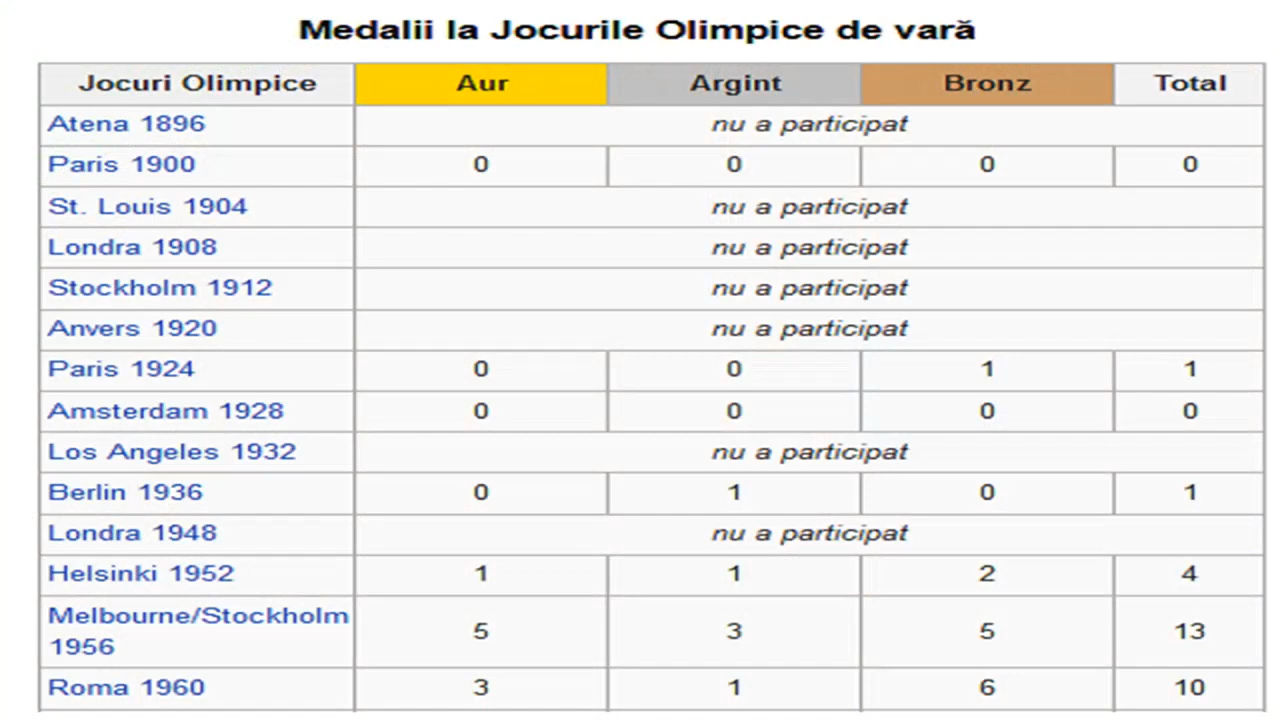 Medalii la Jocurile Olimpice de vară
Jocuri Olimpice Aur Argint Bronz Total
Atena 1896 nu a participat
Paris 1900 0 0 0 0
St. Louis 1904 nu a participat
Londra 1908 nu a participat
Stockholm 1912 nu a participat
Anvers 1920 nu a participat
Paris 1924 0 0 1 1
Amsterdam 1928 0 0 0 0
Los Angeles 1932 nu a participat
Berlin 1936 0 1 0 1
Londra 1948 nu a participat
Helsinki 1952 1 1 2 4
Melbourne/Stockholm
1956 5 3 5 13
Roma 1960 3 1 6 10